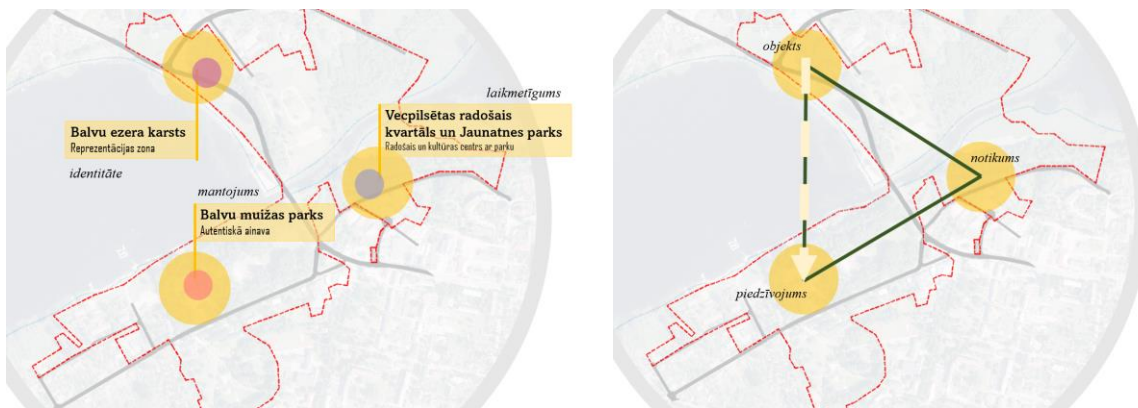 laikmetīgums
Vecpilsētas radošais
kvartāls un Jaunatnes parks
Radošais un kultūras centrs ar parku
Balvu ezera karsts
Reprezentācijas zona
identitāte
mantojums
Balvu muižas parks
Autentiskā ainava
objekts
notikums
piedzīvojums